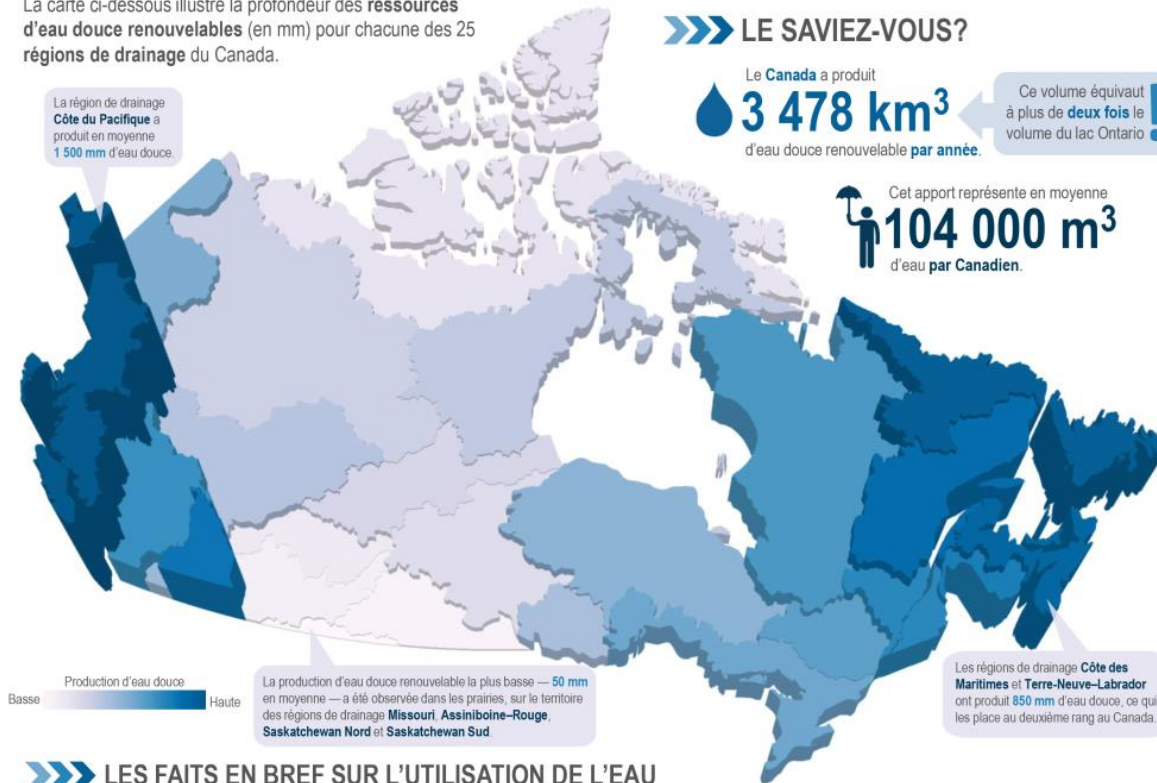 La carte ci-dessous illustre la profondeur des ressources
d'eau douce renouvelables (en mm) pour chacune des 25
régions de drainage du Canada.
LE SAVIEZ-VOUS?
Le Canada a produit
3 478 km³
d'eau douce renouvelable par année.
Ce volume équivaut
à plus de deux fois le
volume du lac Ontario
!
Cet apport représente en moyenne
104 000 m³
d'eau par Canadien.
La région de drainage
Côte du Pacifique a
produit en moyenne
1 500 mm d'eau douce.
Production d'eau douce
Basse
Haute
La production d'eau douce renouvelable la plus basse — 50 mm
en moyenne — a été observée dans les prairies, sur le territoire
des régions de drainage Missouri, Assiniboine–Rouge,
Saskatchewan Nord et Saskatchewan Sud.
Les régions de drainage Côte des
Maritimes et Terre-Neuve–Labrador
ont produit 850 mm d'eau douce, ce qui
les place au deuxième rang au Canada.
LES FAITS EN BREF SUR L'UTILISATION DE L'EAU